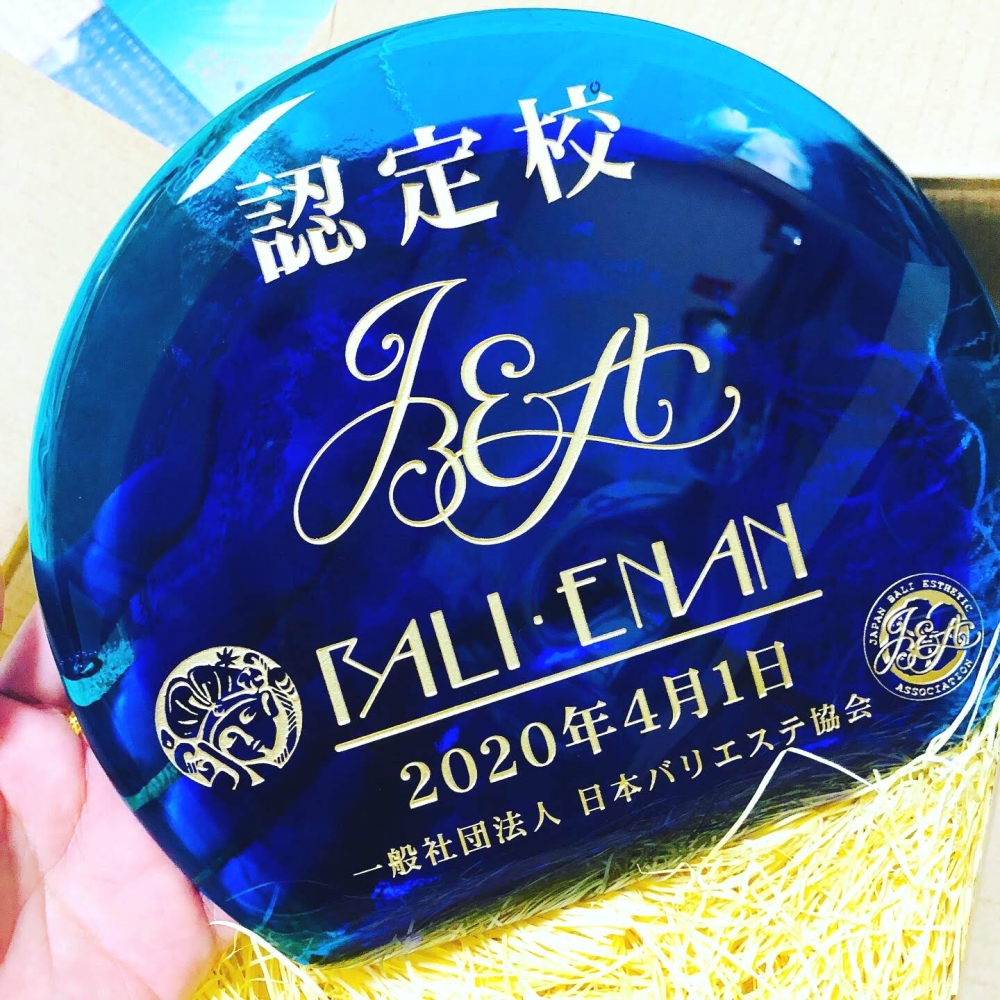 認定校
JBEA
BALI·ENAN
2020年4月1日
一般社団法人 日本バリエステ協会
JAPAN BALI ESTHETIC
JBEA
ASSOCIATION